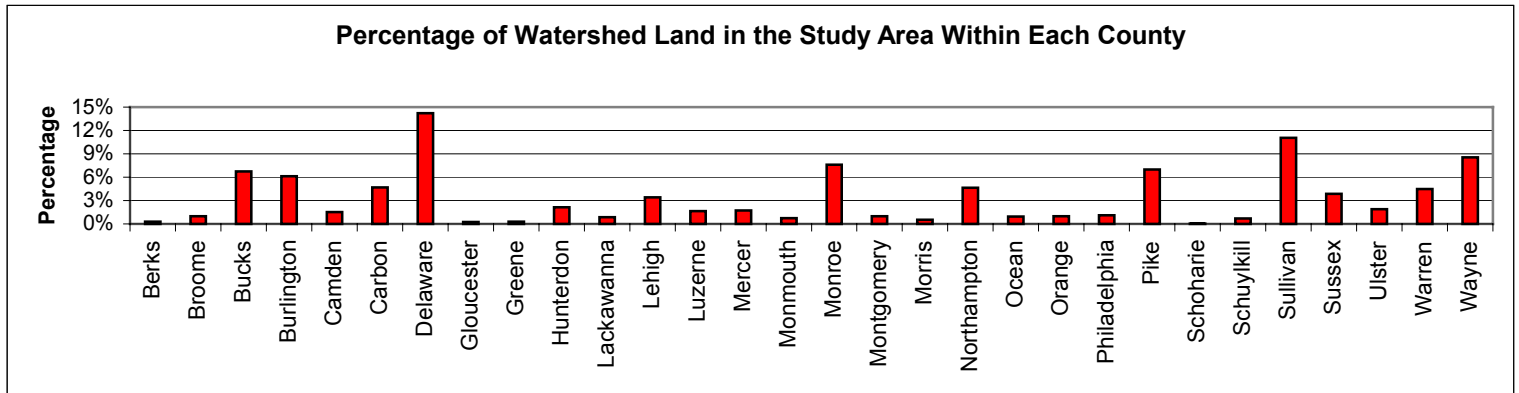 Percentage of Watershed Land in the Study Area Within Each County
Percentage
15%
12%
9%
6%
3%
0%
Berks
Broome
Bucks
Burlington
Camden
Carbon
Delaware
Gloucester
Greene
Hunterdon
Lackawanna
Lehigh
Luzerne
Mercer
Monmouth
Monroe
Montgomery
Morris
Northampton
Ocean
Orange
Philadelphia
Pike
Schoharie
Schuylkill
Sullivan
Sussex
Ulster
Warren
Wayne